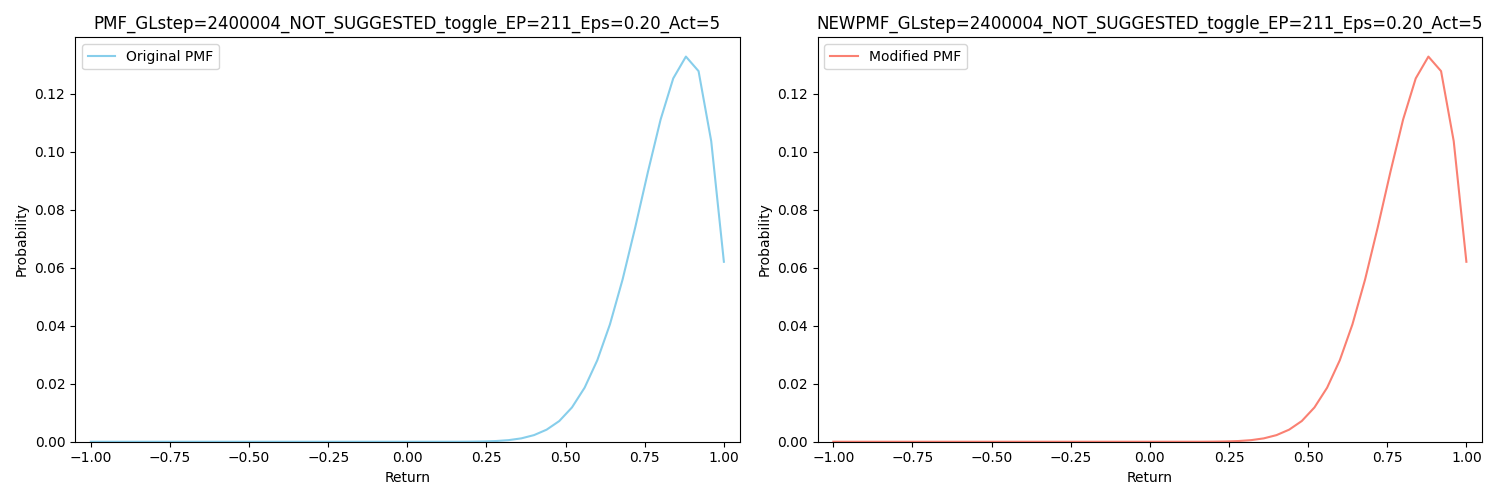 PMF_GLstep=2400004_NOT_SUGGESTED_toggle_EP=211_Eps=0.20_Act=5
Original PMF
Probability
0.12
0.10
0.08
0.06
0.04
0.02
0.00
−1.00 −0.75 −0.50 −0.25 0.00 0.25 0.50 0.75 1.00
Return
NEWPMF_GLstep=2400004_NOT_SUGGESTED_toggle_EP=211_Eps=0.20_Act=5
Modified PMF
Probability
0.12
0.10
0.08
0.06
0.04
0.02
0.00
−1.00 −0.75 −0.50 −0.25 0.00 0.25 0.50 0.75 1.00
Return